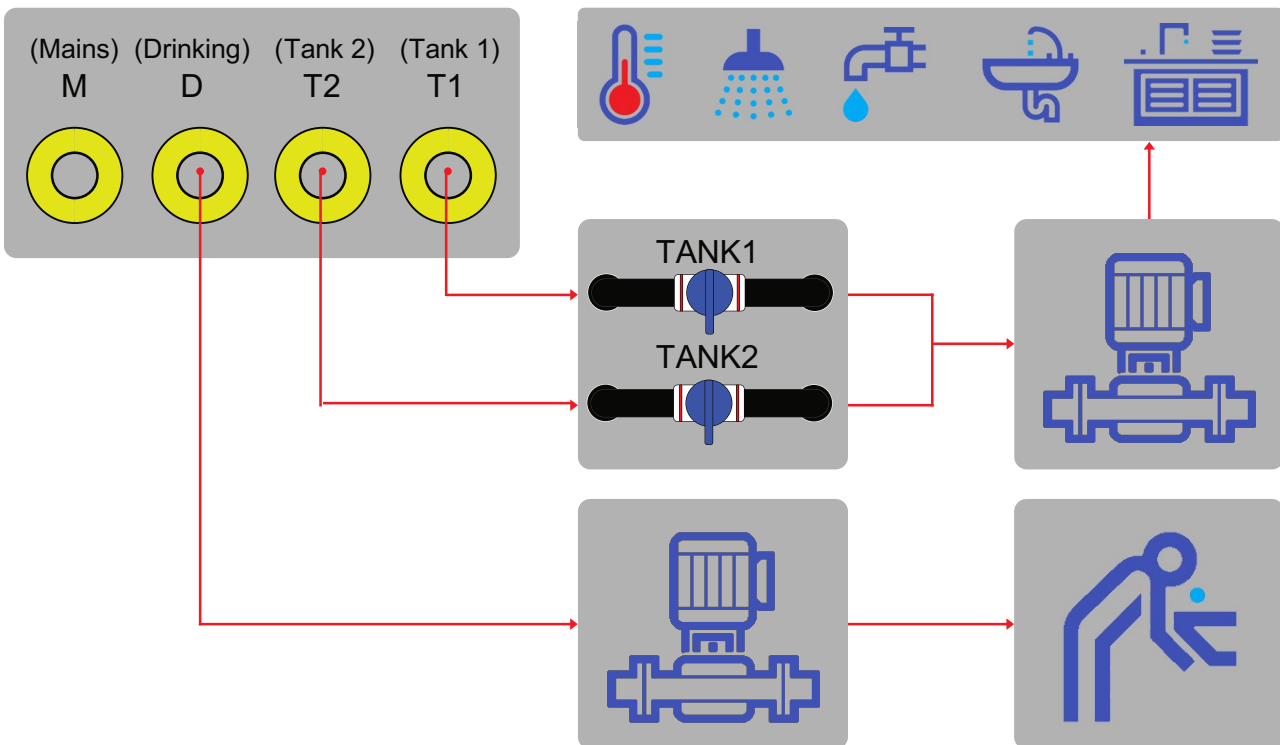 (Mains) (Drinking) (Tank 2) (Tank 1)
M D T2 T1
TANK1
TANK2